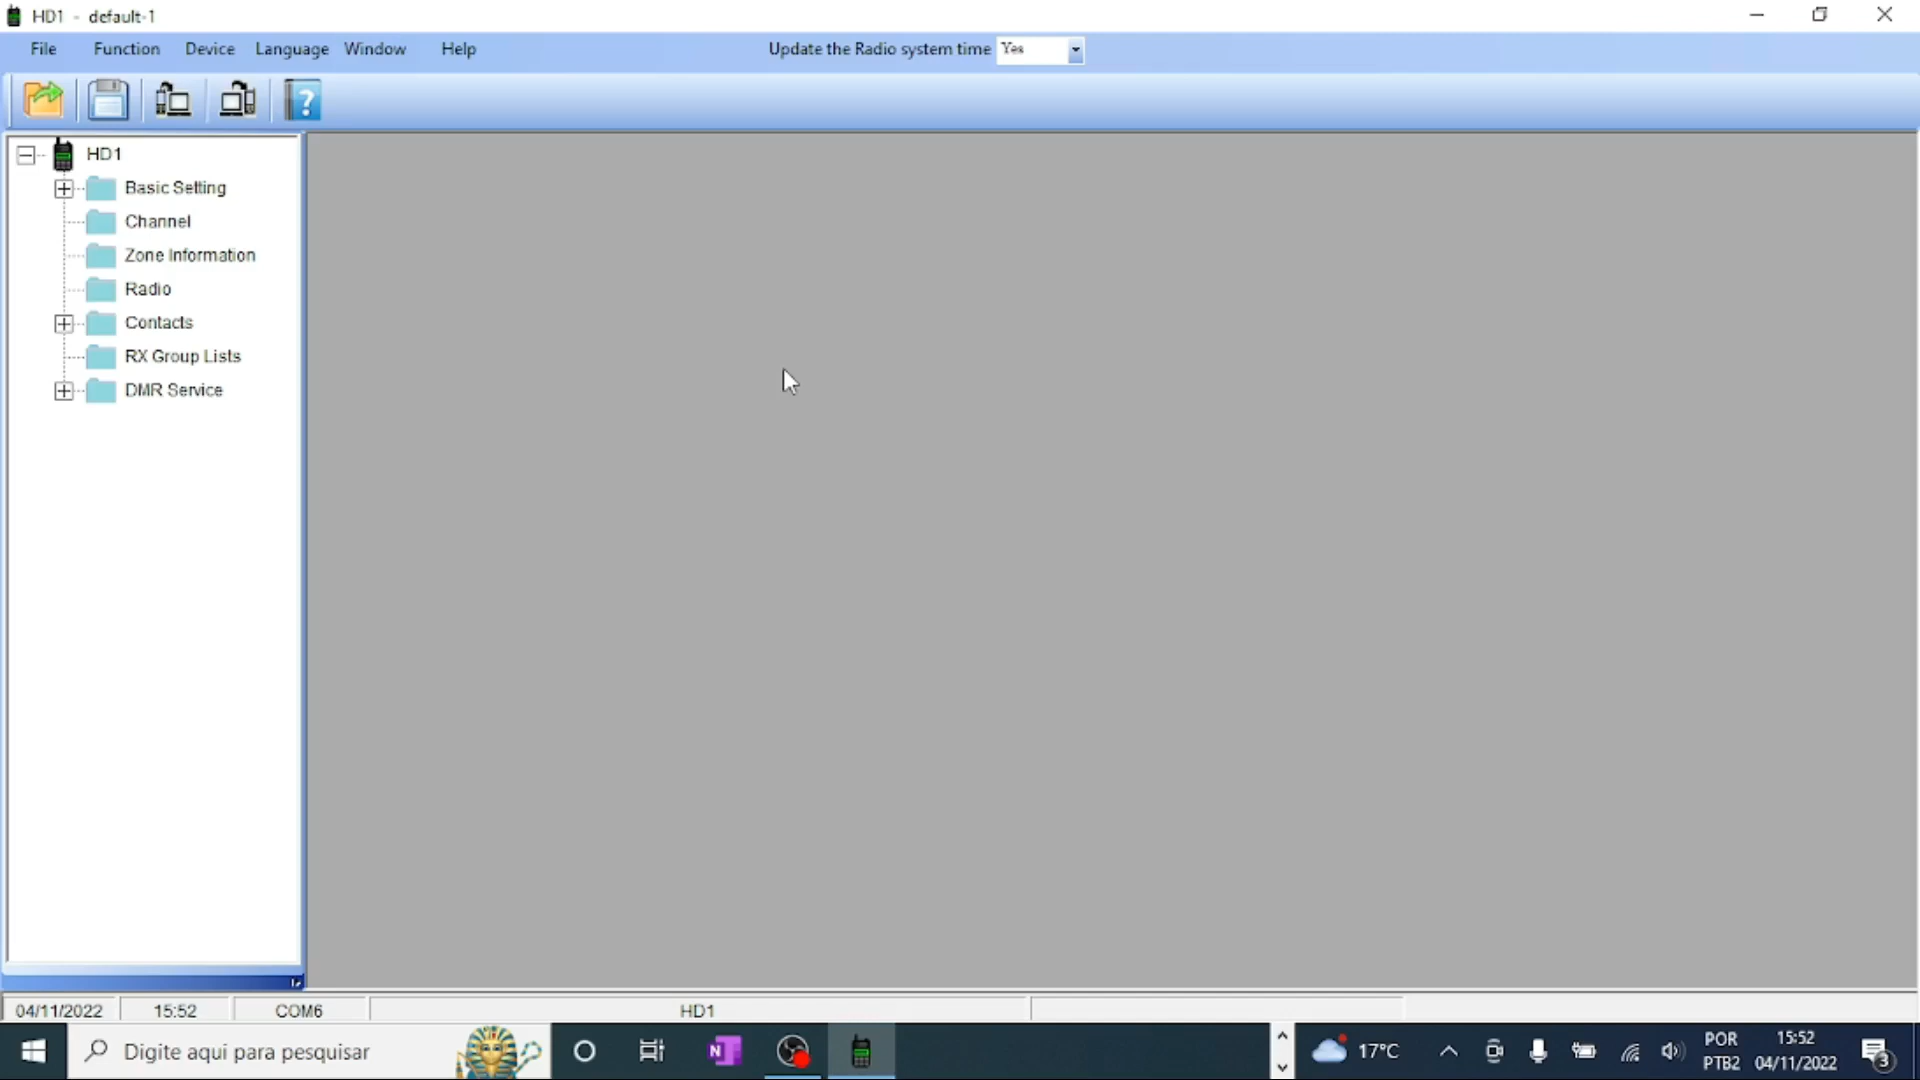 HD1 - default-1
File Function Device Language Window Help Update the Radio system time Yes
HD1
Basic Setting
Channel
Zone Information
Radio
Contacts
RX Group Lists
DMR Service
04/11/2022 15:52 COM6 HD1
Digite aqui para pesquisar
N
17°C
POR
PTB2
15:52
04/11/2022
3